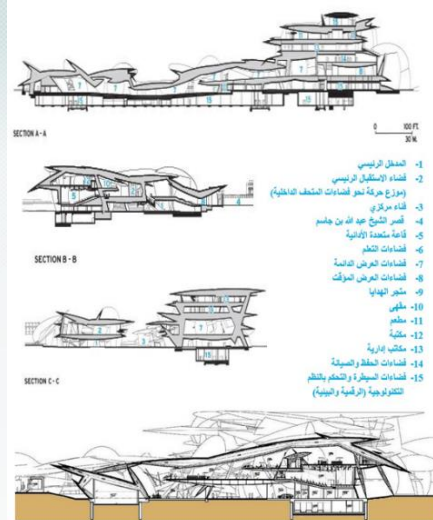 SECTION A - A
0 100 FT.
30 M.
1- المدخل الرئيسي
2- فضاء الاستقبال الرئيسي
(موزع حركة نحو فضاءات المتحف الداخلية)
3- فناء مركزي
4- قصر الشيخ عبد الله بن جاسم
5- قاعة متعددة الأدائية
6- فضاءات التعلم
7- فضاءات العرض الدائمة
8- فضاءات العرض المؤقت
9- متجر الهدايا
10- مقهى
11- مطعم
12- مكتبة
13- مكاتب إدارية
14- فضاءات الحفظ والصيانة
15- فضاءات السيطرة والتحكم بالنظم
التكنولوجية (الرقمية والبيئية)
SECTION B - B
SECTION C - C